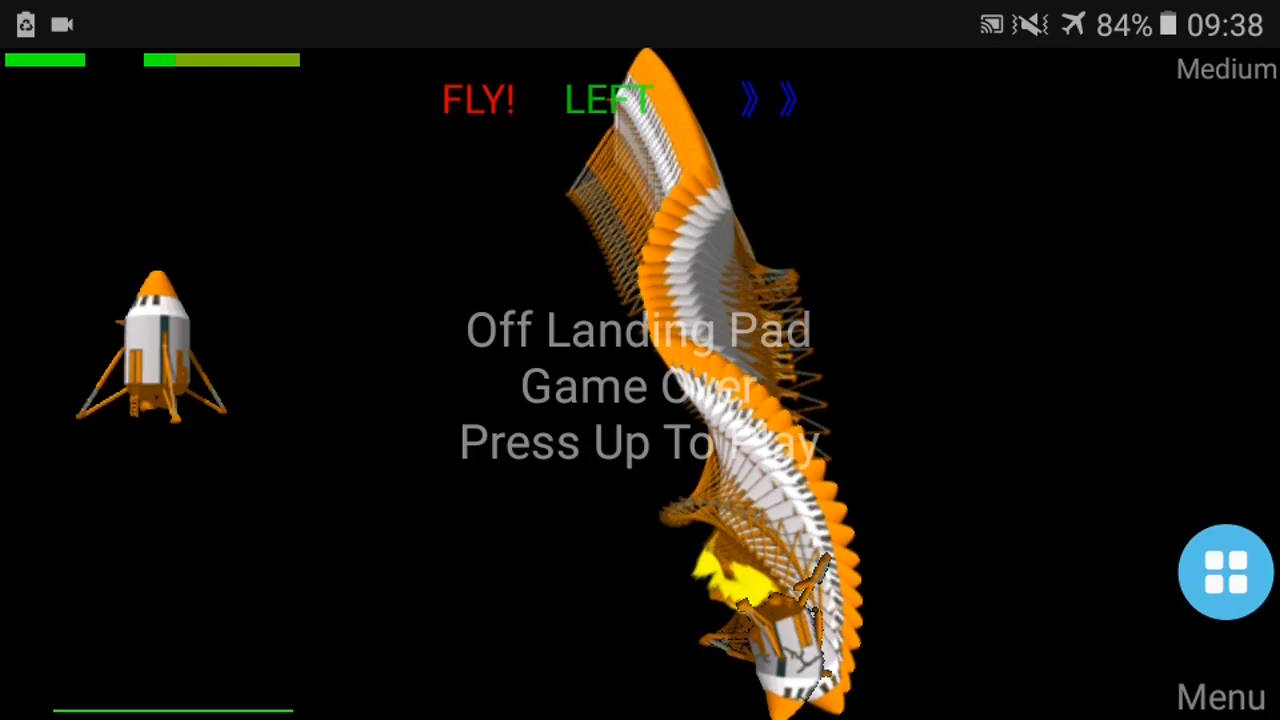 84% 09:38
Medium
FLY! LEFT 》 》
Off Landing Pad
Game Over
Press Up To Play
Menu